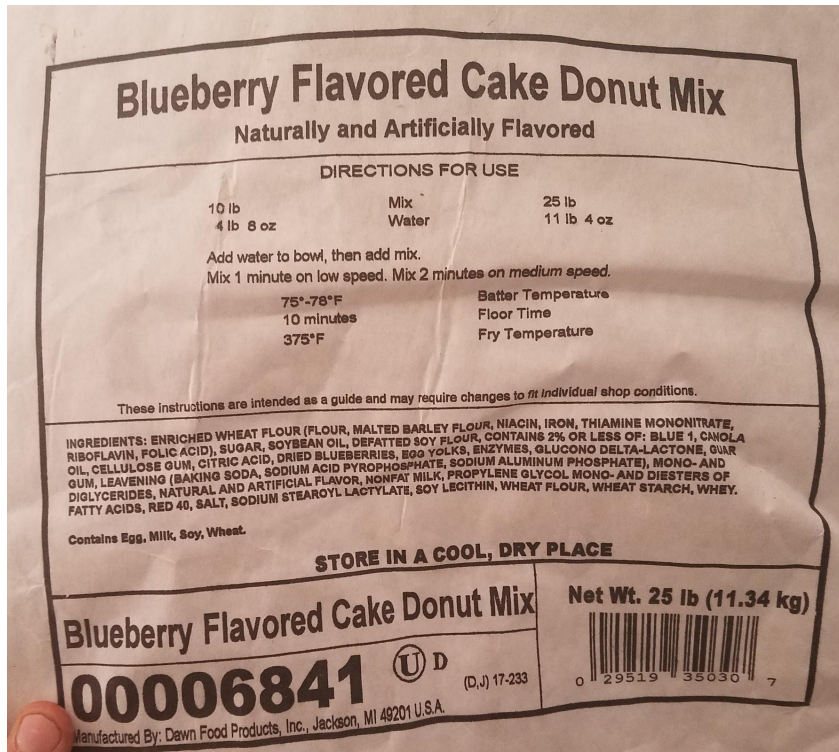 Blueberry Flavored Cake Donut Mix
Naturally and Artificially Flavored
DIRECTIONS FOR USE
10 lb Mix 25 lb
4 lb 8 oz Water 11 lb 4 oz
Add water to bowl, then add mix.
Mix 1 minute on low speed. Mix 2 minutes on medium speed.
75°-78°F Batter Temperature
10 minutes Floor Time
375°F Fry Temperature
These instructions are intended as a guide and may require changes to fit individual shop conditions.
INGREDIENTS: ENRICHED WHEAT FLOUR (FLOUR, MALTED BARLEY FLOUR, NIACIN, IRON, THIAMINE MONONITRATE,
RIBOFLAVIN, FOLIC ACID), SUGAR, SOYBEAN OIL, DEFATTED SOY FLOUR, CONTAINS 2% OR LESS OF: BLUE 1, CANOLA
OIL, CELLULOSE GUM, CITRIC ACID, DRIED BLUEBERRIES, EGG YOLKS, ENZYMES, GLUCONO DELTA-LACTONE, GUAR
GUM, LEAVENING (BAKING SODA, SODIUM ACID PYROPHOSPHATE, SODIUM ALUMINUM PHOSPHATE), MONO- AND
DIGLYCERIDES, NATURAL AND ARTIFICIAL FLAVOR, NONFAT MILK, PROPYLENE GLYCOL MONO- AND DIESTERS OF
FATTY ACIDS, RED 40, SALT, SODIUM STEAROYL LACTYLATE, SOY LECITHIN, WHEAT FLOUR, WHEAT STARCH, WHEY.
Contains Egg, Milk, Soy, Wheat.
STORE IN A COOL, DRY PLACE
Blueberry Flavored Cake Donut Mix
00006841 U D
(D,J) 17-233
Manufactured By: Dawn Food Products, Inc., Jackson, MI 49201 U.S.A.
Net Wt. 25 lb (11.34 kg)
0 29519 35030 7